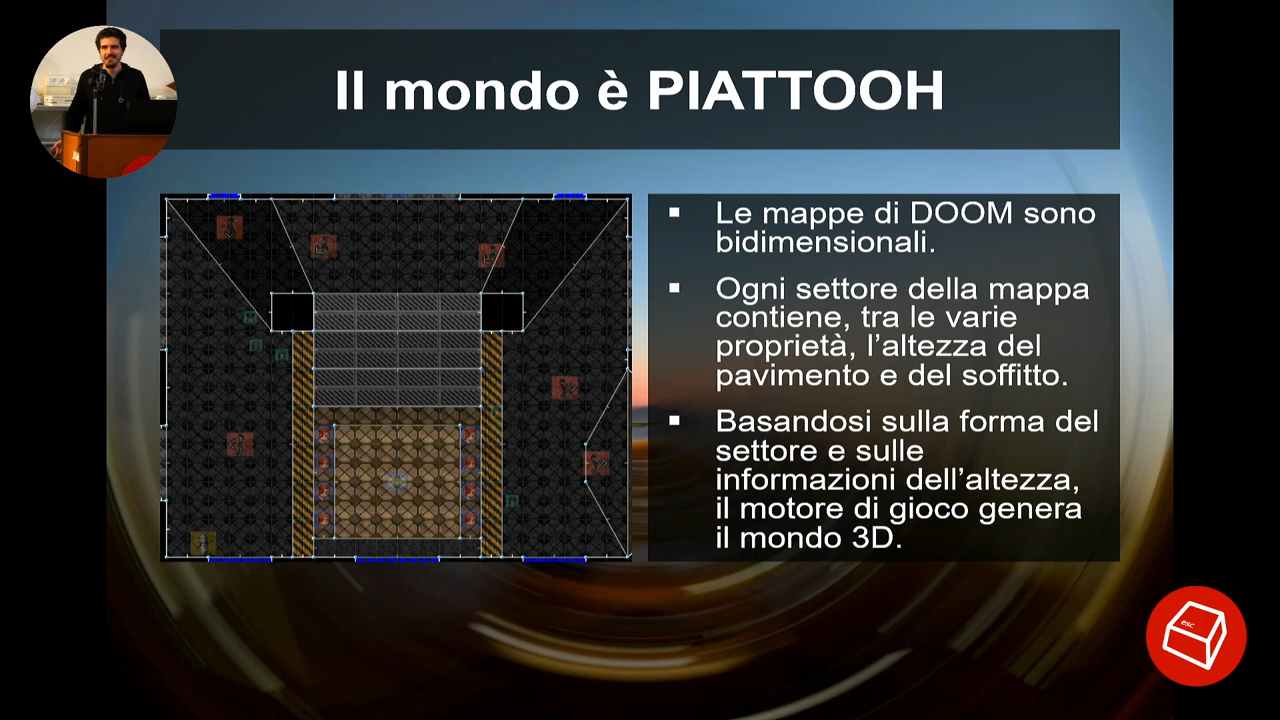 Il mondo è PIATTOOH
▪ Le mappe di DOOM sono
bidimensionali.
▪ Ogni settore della mappa
contiene, tra le varie
proprietà, l’altezza del
pavimento e del soffitto.
▪ Basandosi sulla forma del
settore e sulle
informazioni dell’altezza,
il motore di gioco genera
il mondo 3D.
esc